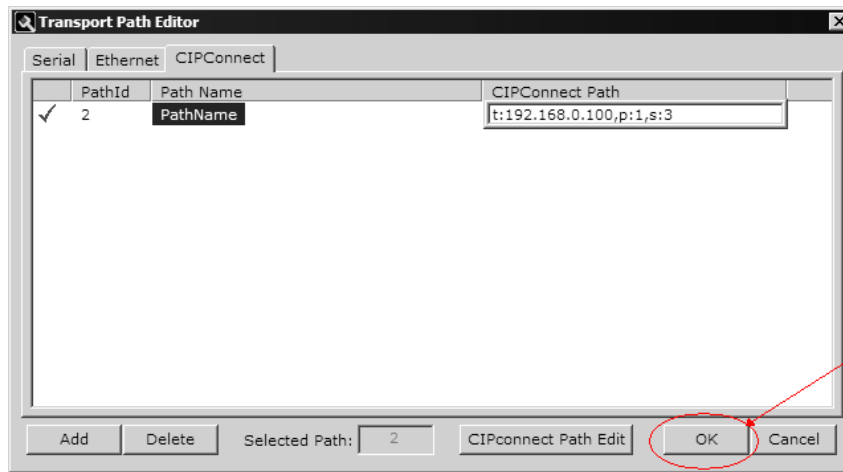 Transport Path Editor
Serial Ethernet CIPConnect
PathId Path Name CIPConnect Path
2 PathName t:192.168.0.100,p:1,s:3
Add Delete Selected Path: 2 CIPconnect Path Edit OK Cancel